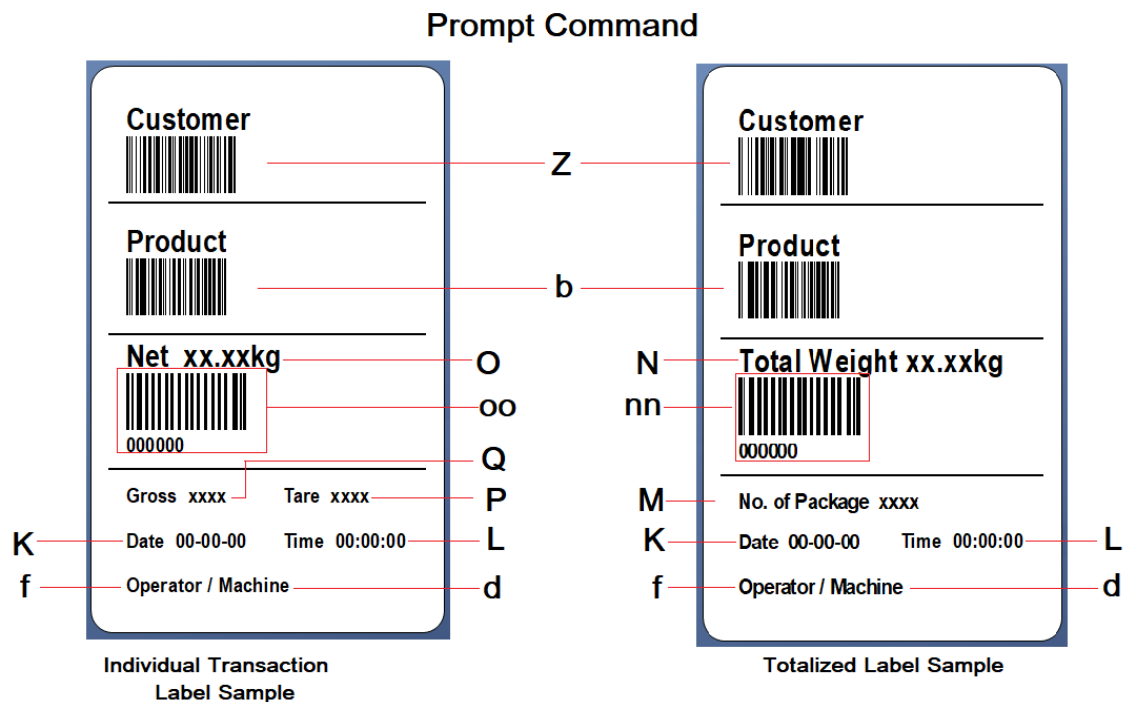 Prompt Command
Customer
Customer
Z
Product
Product
b
Net xx.xxkg
O
N
Total Weight xx.xxkg
oo
nn
000000
000000
Q
Gross xxxx
Tare xxxx
P
M
No. of Package xxxx
K
Date 00-00-00
Time 00:00:00
L
K
Date 00-00-00
Time 00:00:00
L
f
Operator / Machine
d
f
Operator / Machine
d
Individual Transaction
Label Sample
Totalized Label Sample